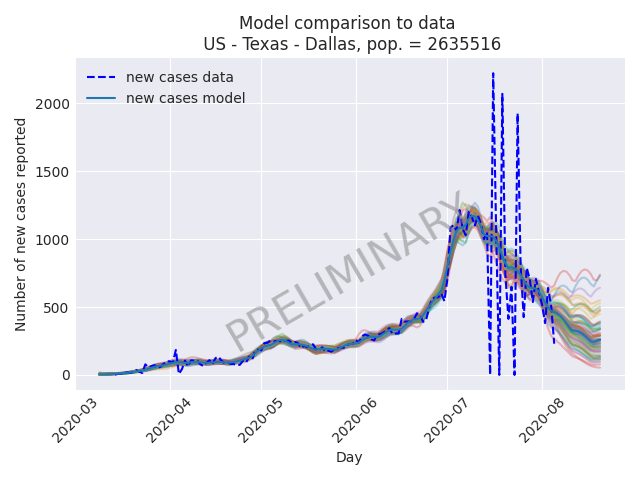 Model comparison to data
US - Texas - Dallas, pop. = 2635516
new cases data
new cases model
PRELIMINARY
Number of new cases reported
2000
1500
1000
500
0
2020-03
2020-04
2020-05
2020-06
2020-07
2020-08
Day